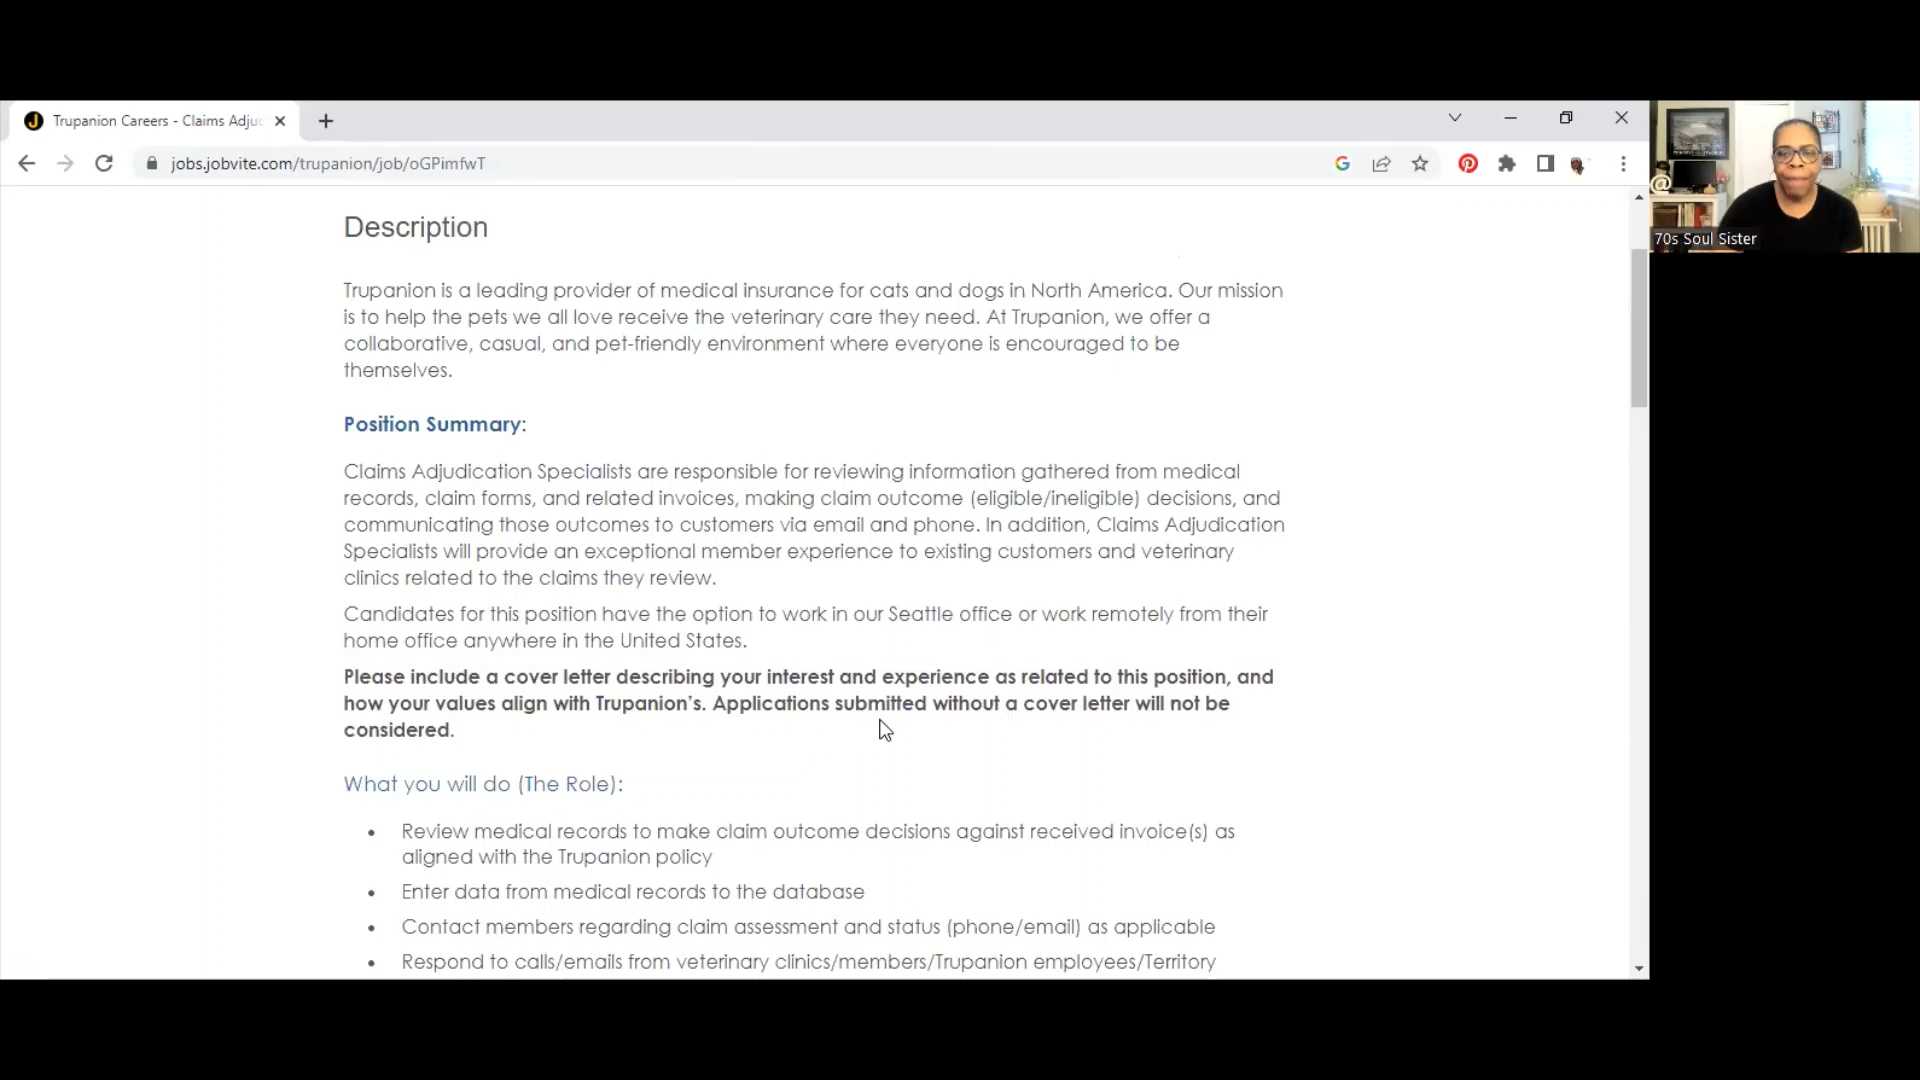 Trupanion Careers - Claims Adju
jobs.jobvite.com/trupanion/job/oGPimfwT
70s Soul Sister
Description
Trupanion is a leading provider of medical insurance for cats and dogs in North America. Our mission
is to help the pets we all love receive the veterinary care they need. At Trupanion, we offer a
collaborative, casual, and pet-friendly environment where everyone is encouraged to be
themselves.
Position Summary:
Claims Adjudication Specialists are responsible for reviewing information gathered from medical
records, claim forms, and related invoices, making claim outcome (eligible/ineligible) decisions, and
communicating those outcomes to customers via email and phone. In addition, Claims Adjudication
Specialists will provide an exceptional member experience to existing customers and veterinary
clinics related to the claims they review.
Candidates for this position have the option to work in our Seattle office or work remotely from their
home office anywhere in the United States.
Please include a cover letter describing your interest and experience as related to this position, and
how your values align with Trupanion's. Applications submitted without a cover letter will not be
considered.
What you will do (The Role):
• Review medical records to make claim outcome decisions against received invoice(s) as
aligned with the Trupanion policy
• Enter data from medical records to the database
• Contact members regarding claim assessment and status (phone/email) as applicable
• Respond to calls/emails from veterinary clinics/members/Trupanion employees/Territory